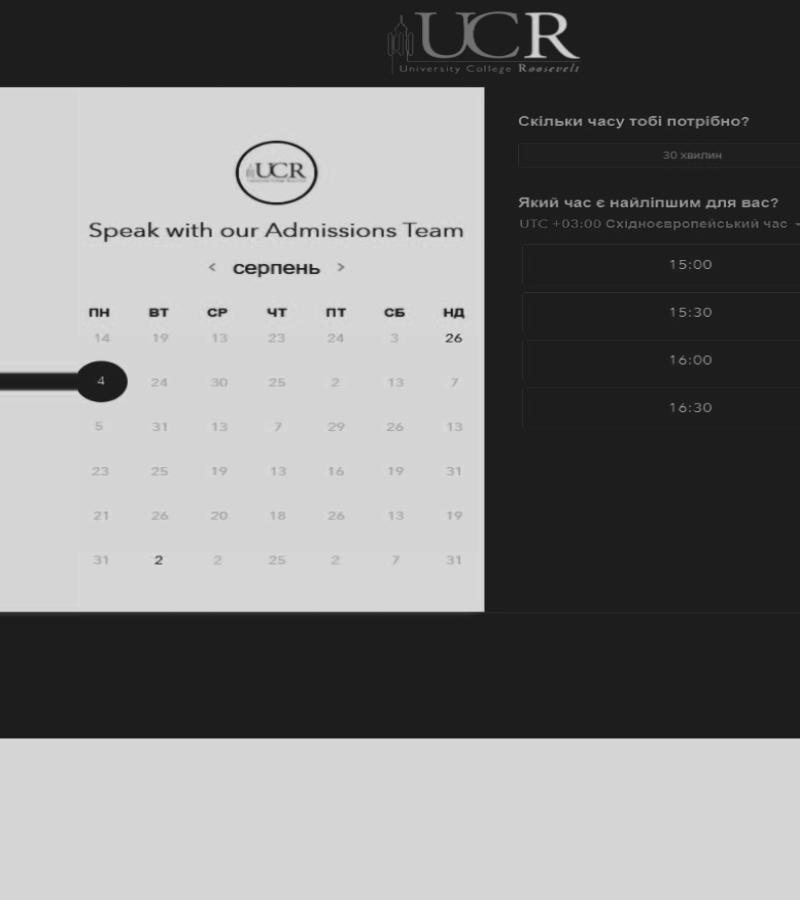 UCR
University College Roosevelt
UCR
Speak with our Admissions Team
< серпень >
ПН ВТ СР ЧТ ПТ СБ НД
14 19 13 23 24 3 26
4 24 30 25 2 13 7
5 31 13 7 29 26 13
23 25 19 13 16 19 31
21 26 20 18 26 13 19
31 2 2 25 2 7 31
Скільки часу тобі потрібно?
30 хвилин
Який час є найліпшим для вас?
UTC +03:00 Східноєвропейський час
15:00
15:30
16:00
16:30